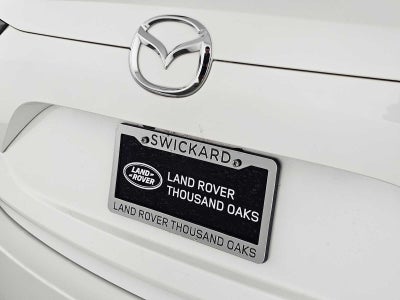 SWICKARD
LAND ROVER
LAND ROVER
THOUSAND OAKS
LAND ROVER THOUSAND OAKS